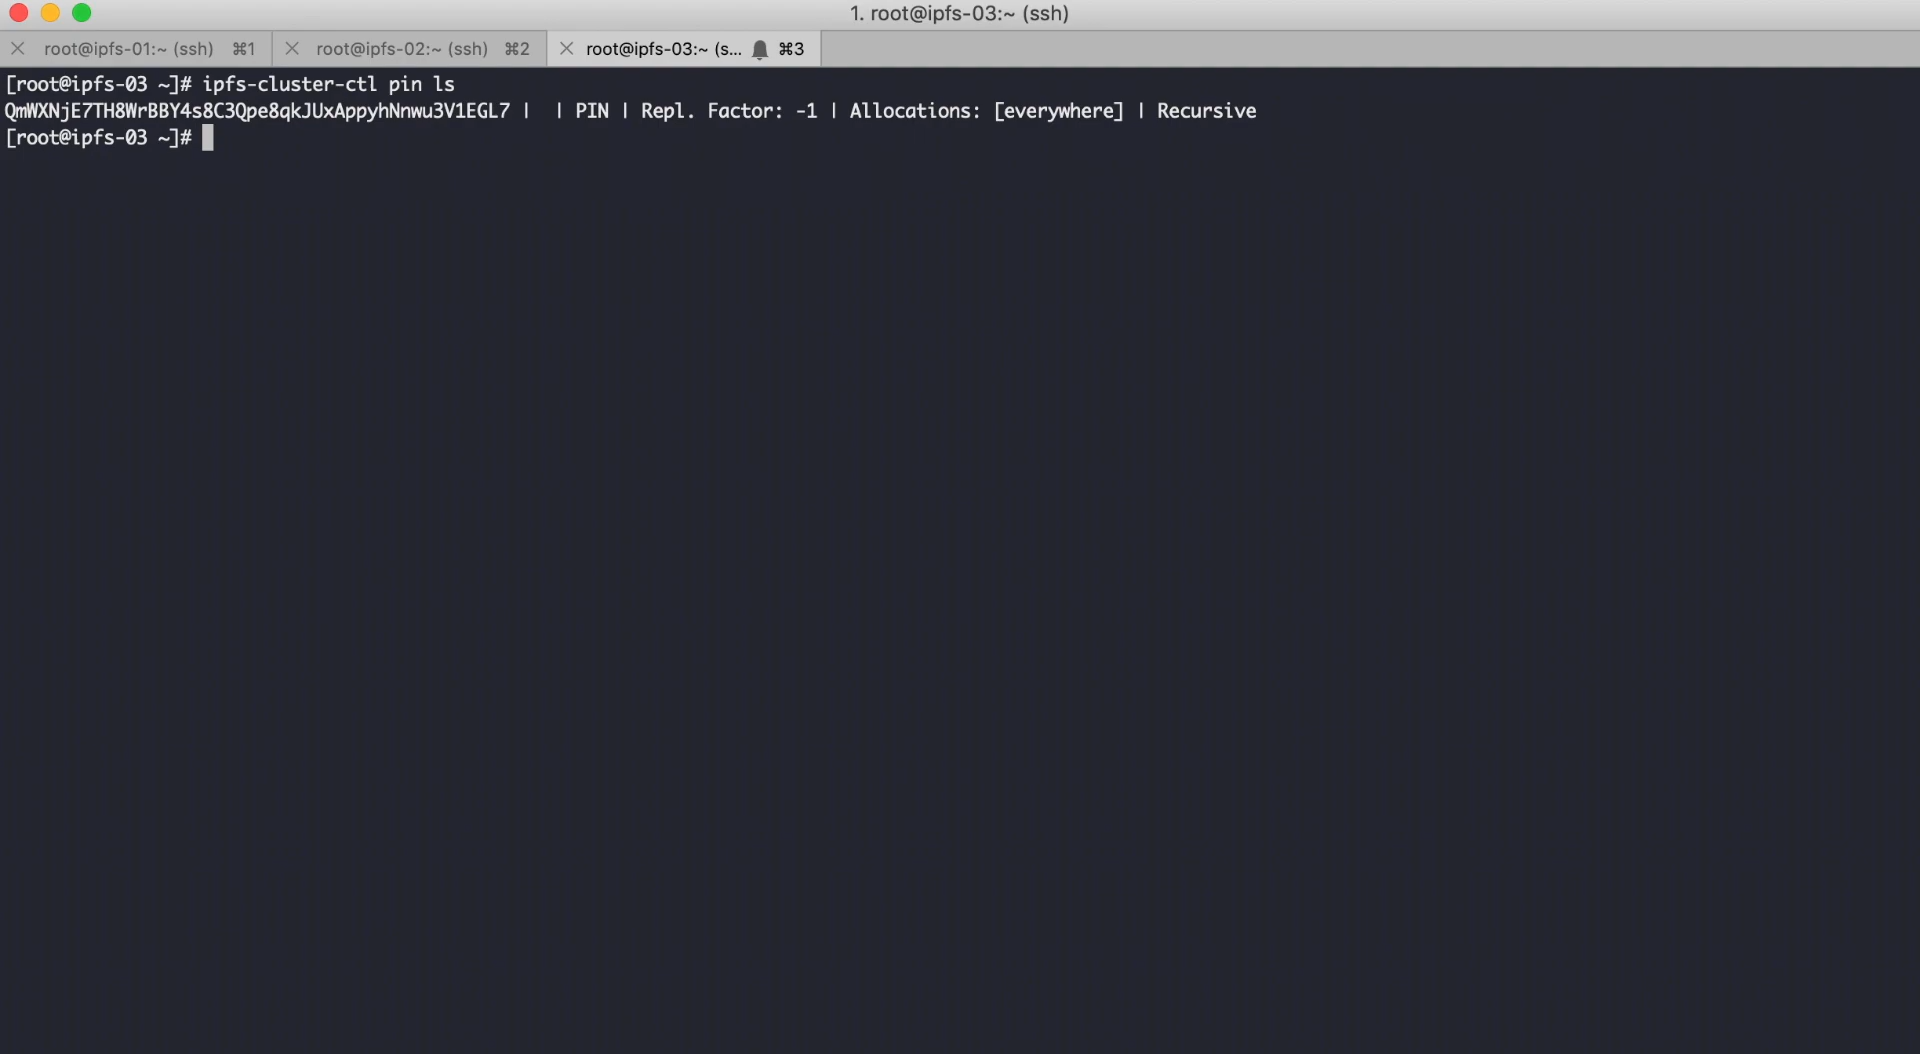 1. root@ipfs-03:~ (ssh)
root@ipfs-01:~ (ssh) ⌘1 root@ipfs-02:~ (ssh) ⌘2 root@ipfs-03:~ (s... ⌘3
[root@ipfs-03 ~]# ipfs-cluster-ctl pin ls
QmWXNjE7TH8WrBBY4s8C3Qpe8qkJUxAppyhNnwu3V1EGL7 |  | PIN | Repl. Factor: -1 | Allocations: [everywhere] | Recursive
[root@ipfs-03 ~]#